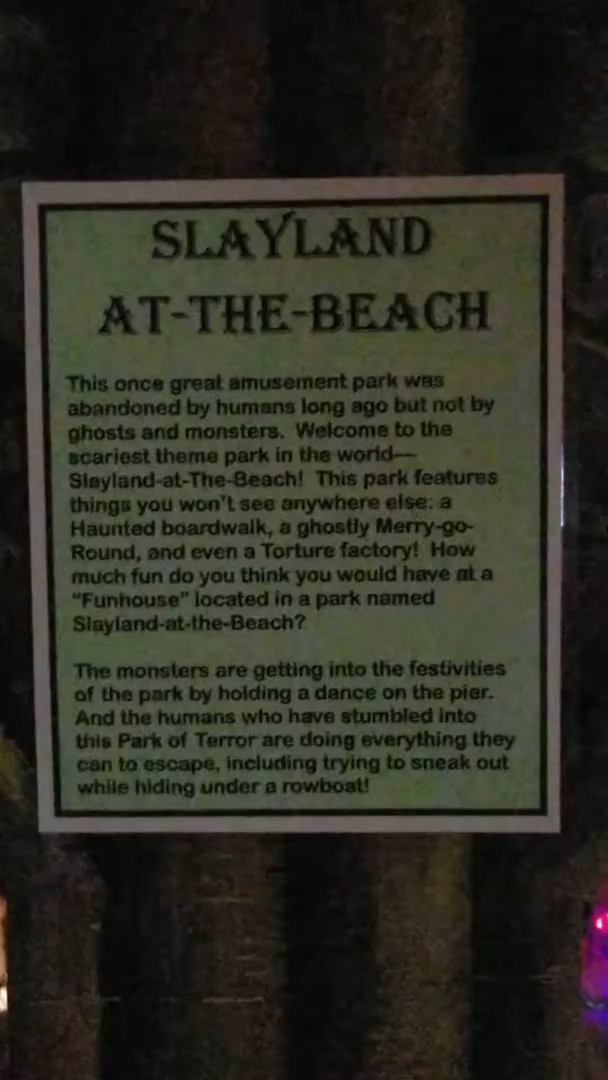 SLAYLAND
AT-THE-BEACH
This once great amusement park was
abandoned by humans long ago but not by
ghosts and monsters. Welcome to the
scariest theme park in the world—
Slayland-at-The-Beach! This park features
things you won't see anywhere else: a
Haunted boardwalk, a ghostly Merry-go-
Round, and even a Torture factory! How
much fun do you think you would have at a
"Funhouse" located in a park named
Slayland-at-the-Beach?
The monsters are getting into the festivities
of the park by holding a dance on the pier.
And the humans who have stumbled into
this Park of Terror are doing everything they
can to escape, including trying to sneak out
while hiding under a rowboat!